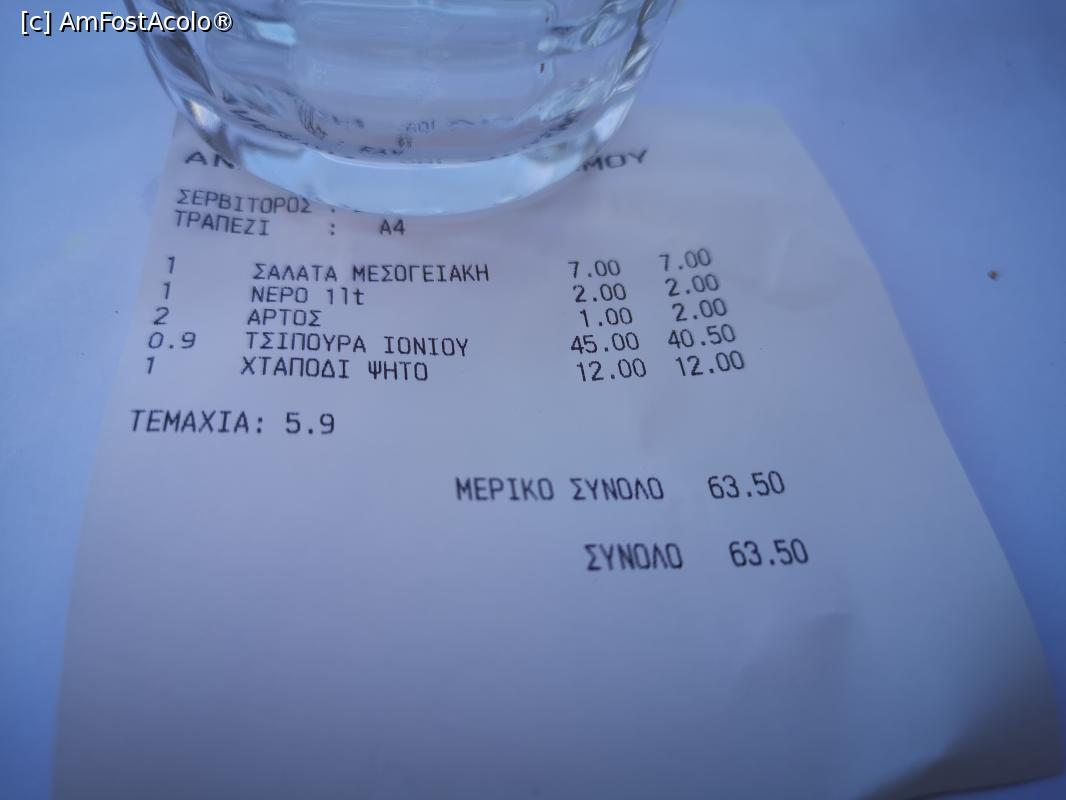 [c] AmFostAcolo®
ΣΕΡΒΙΤΟΡΟΣ :
ΤΡΑΠΕΖΙ : A4
1 ΣΑΛΑΤΑ ΜΕΣΟΓΕΙΑΚΗ 7.00 7.00
1 ΝΕΡΟ 1lt 2.00 2.00
2 ΑΡΤΟΣ 1.00 2.00
0.9 ΤΣΙΠΟΥΡΑ ΙΟΝΙΟΥ 45.00 40.50
1 ΧΤΑΠΟΔΙ ΨΗΤΟ 12.00 12.00
ΤΕΜΑΧΙΑ: 5.9
ΜΕΡΙΚΟ ΣΥΝΟΛΟ 63.50
ΣΥΝΟΛΟ 63.50